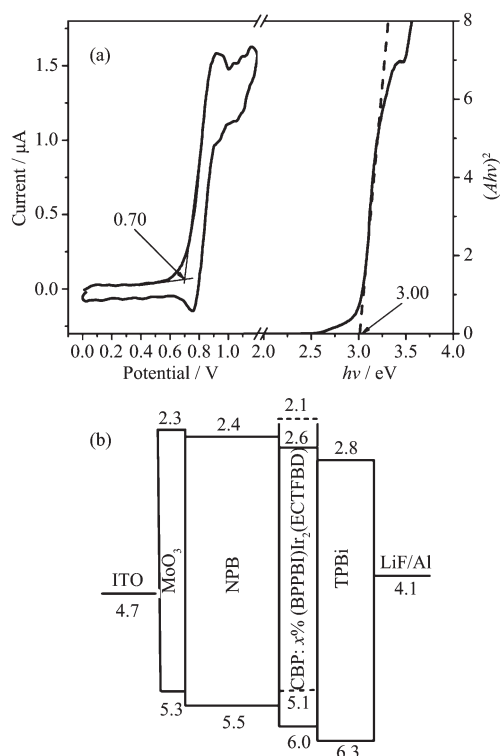 (a)
Current / μA
1.5
1.0
0.5
0.0
0.70
0.0 0.2 0.4 0.6 0.8 1.0 2.0 2.5 3.0 3.5 4.0
Potential / V
hν / eV
8
6
4
2
0
(Ahν)²
3.00
(b)
2.3
2.4
2.1
2.6
2.8
ITO
4.7
MoO₃
NPB
CBP: x% (BPPBI)Ir₂(ECTFBD)
TPBi
LiF/Al
4.1
5.3
5.5
5.1
6.0
6.3